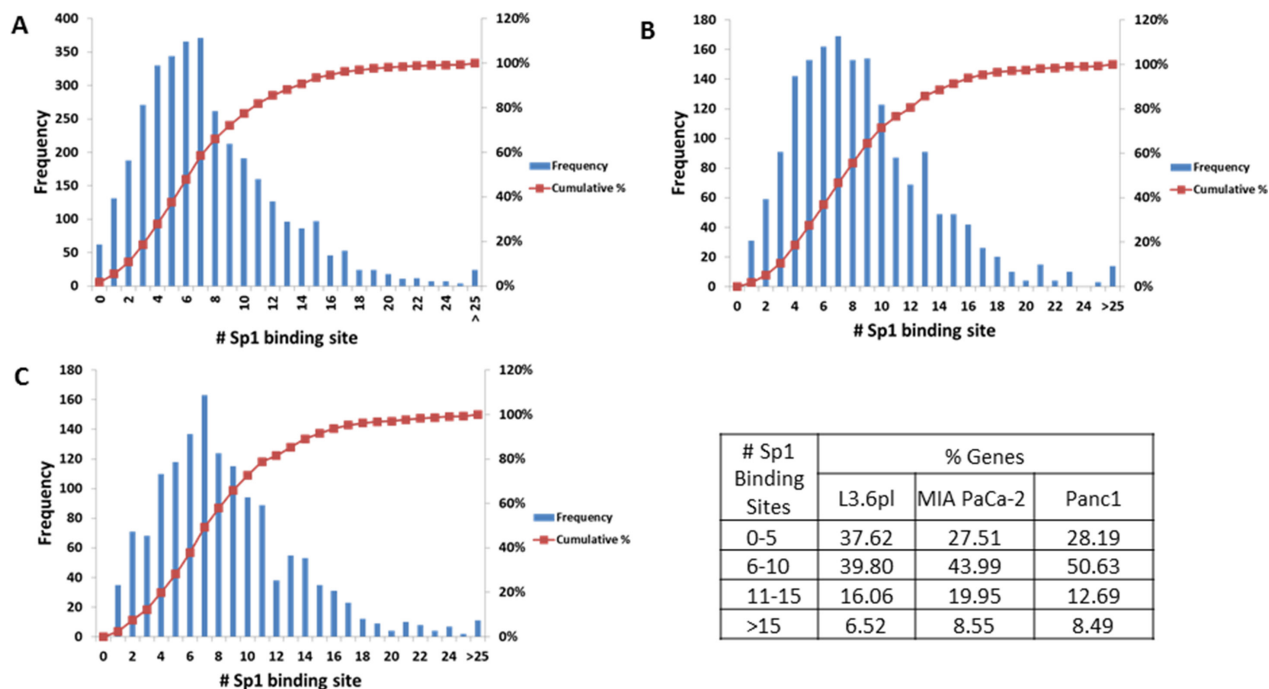 A
400
350
300
250
200
150
100
50
0
120%
100%
80%
60%
40%
20%
0%
Frequency
Frequency
Cumulative %
0
2
4
6
8
10
12
14
16
18
20
22
24
> 25
# Sp1 binding site
B
180
160
140
120
100
80
60
40
20
0
120%
100%
80%
60%
40%
20%
0%
Frequency
Frequency
Cumulative %
0 2 4 6 8 10 12 14 16 18 20 22 24 >25
# Sp1 binding site
C
180
160
140
120
100
80
60
40
20
0
120%
100%
80%
60%
40%
20%
0%
Frequency
Frequency
Cumulative %
0 2 4 6 8 10 12 14 16 18 20 22 24 >25
# Sp1 binding site
# Sp1
Binding
Sites
% Genes
L3.6pl MIA PaCa-2 Panc1
0-5 37.62 27.51 28.19
6-10 39.80 43.99 50.63
11-15 16.06 19.95 12.69
>15 6.52 8.55 8.49